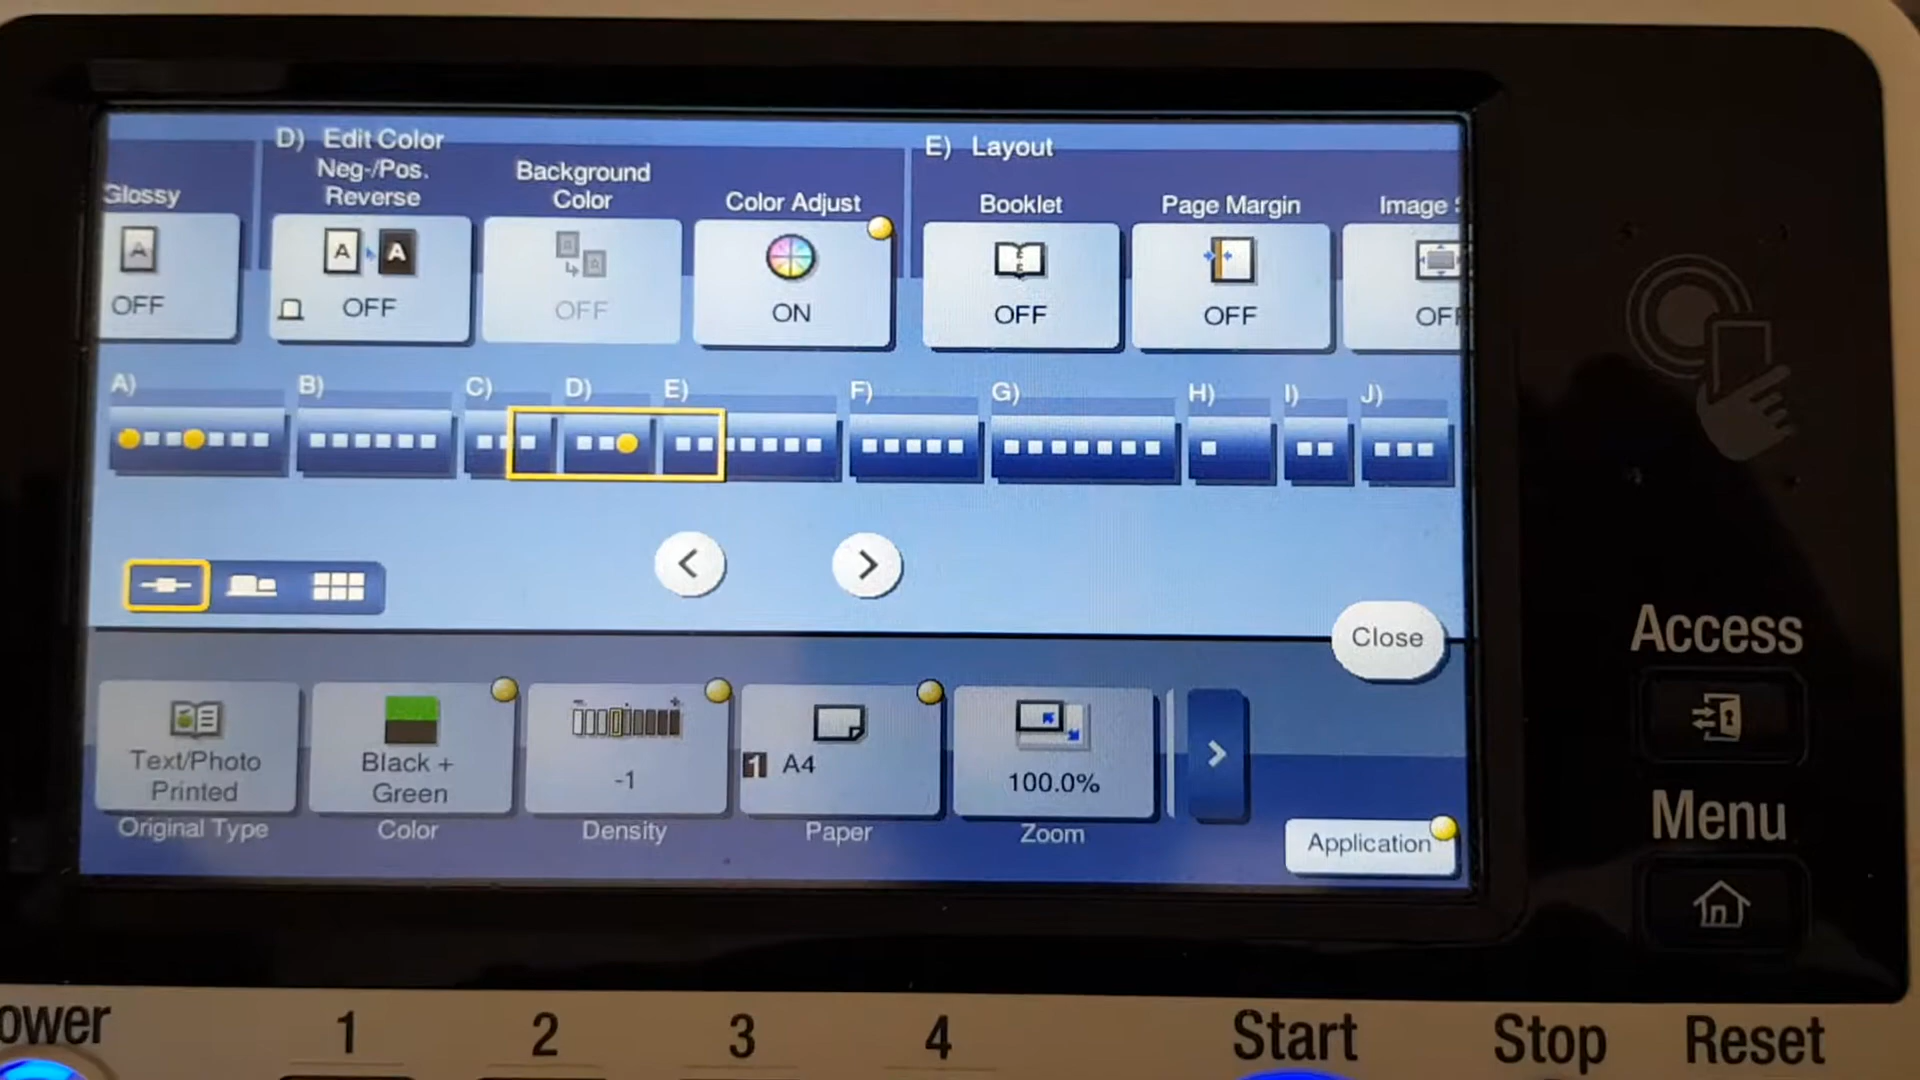 D) Edit Color
E) Layout
Glossy
Neg-/Pos.
Reverse
Background
Color
Color Adjust
Booklet
Page Margin
Image
A
OFF
A A
OFF
OFF
ON
OFF
OFF
OFF
A)
B)
C)
D)
E)
F)
G)
H)
I)
J)
<
>
Close
Text/Photo
Printed
Original Type
Black +
Green
Color
- +
-1
Density
1 A4
Paper
100.0%
Zoom
>
Application
Access
Menu
ower
1
2
3
4
Start
Stop
Reset